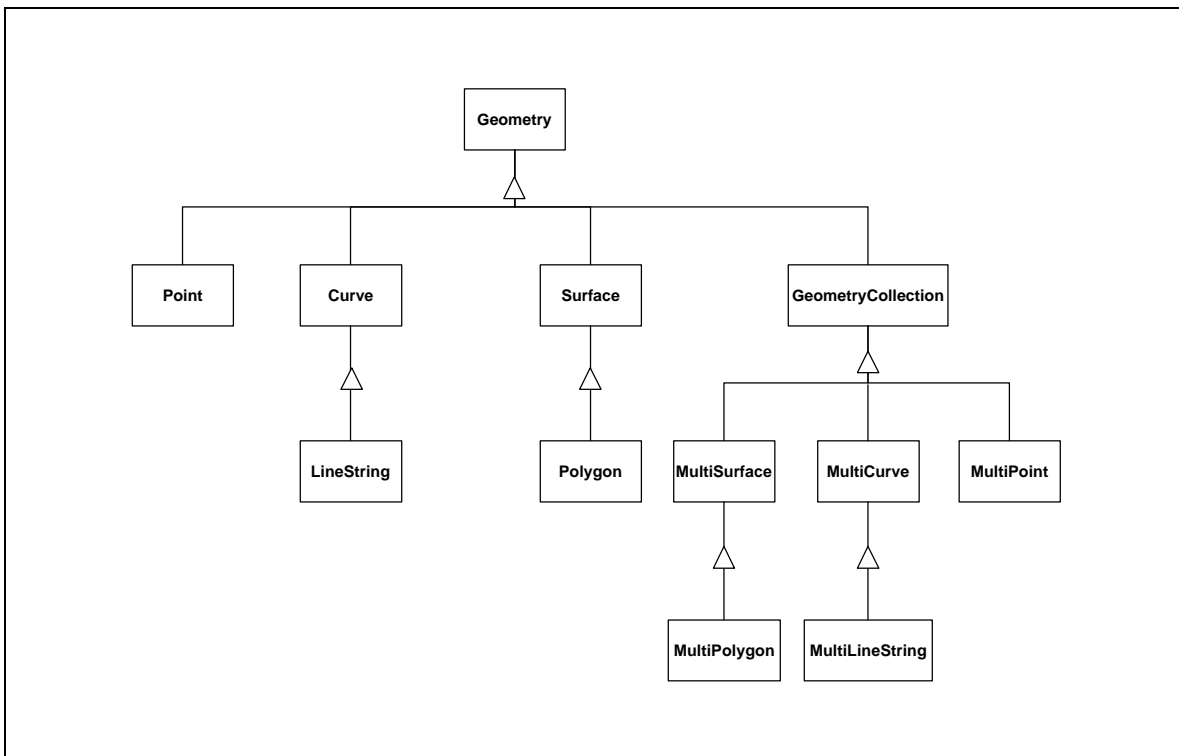 Geometry
Point
Curve
Surface
GeometryCollection
LineString
Polygon
MultiSurface
MultiCurve
MultiPoint
MultiPolygon
MultiLineString